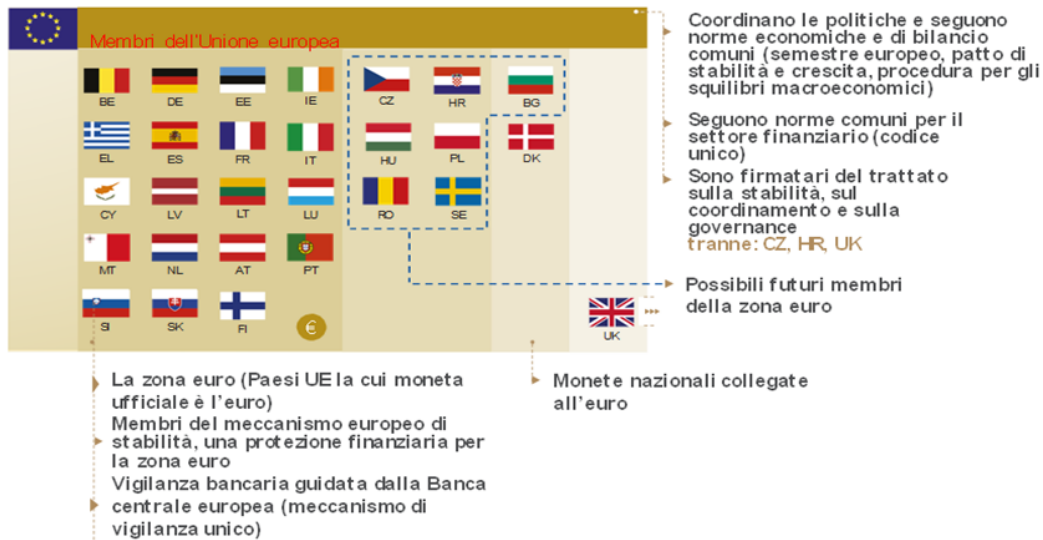 Membri dell'Unione europea
BE DE EE IE CZ HR BG
EL ES FR IT HU PL DK
CY LV LT LU RO SE
MT NL AT PT
SI SK FI €
UK
Coordinano le politiche e seguono
norme economiche e di bilancio
comuni (semestre europeo, patto di
stabilità e crescita, procedura per gli
squilibri macroeconomici)
Seguono norme comuni per il
settore finanziario (codice
unico)
Sono firmatari del trattato
sulla stabilità, sul
coordinamento e sulla
governance
tranne: CZ, HR, UK
Possibili futuri membri
della zona euro
La zona euro (Paesi UE la cui moneta
ufficiale è l'euro)
Membri del meccanismo europeo di
stabilità, una protezione finanziaria per
la zona euro
Vigilanza bancaria guidata dalla Banca
centrale europea (meccanismo di
vigilanza unico)
Monete nazionali collegate
all'euro